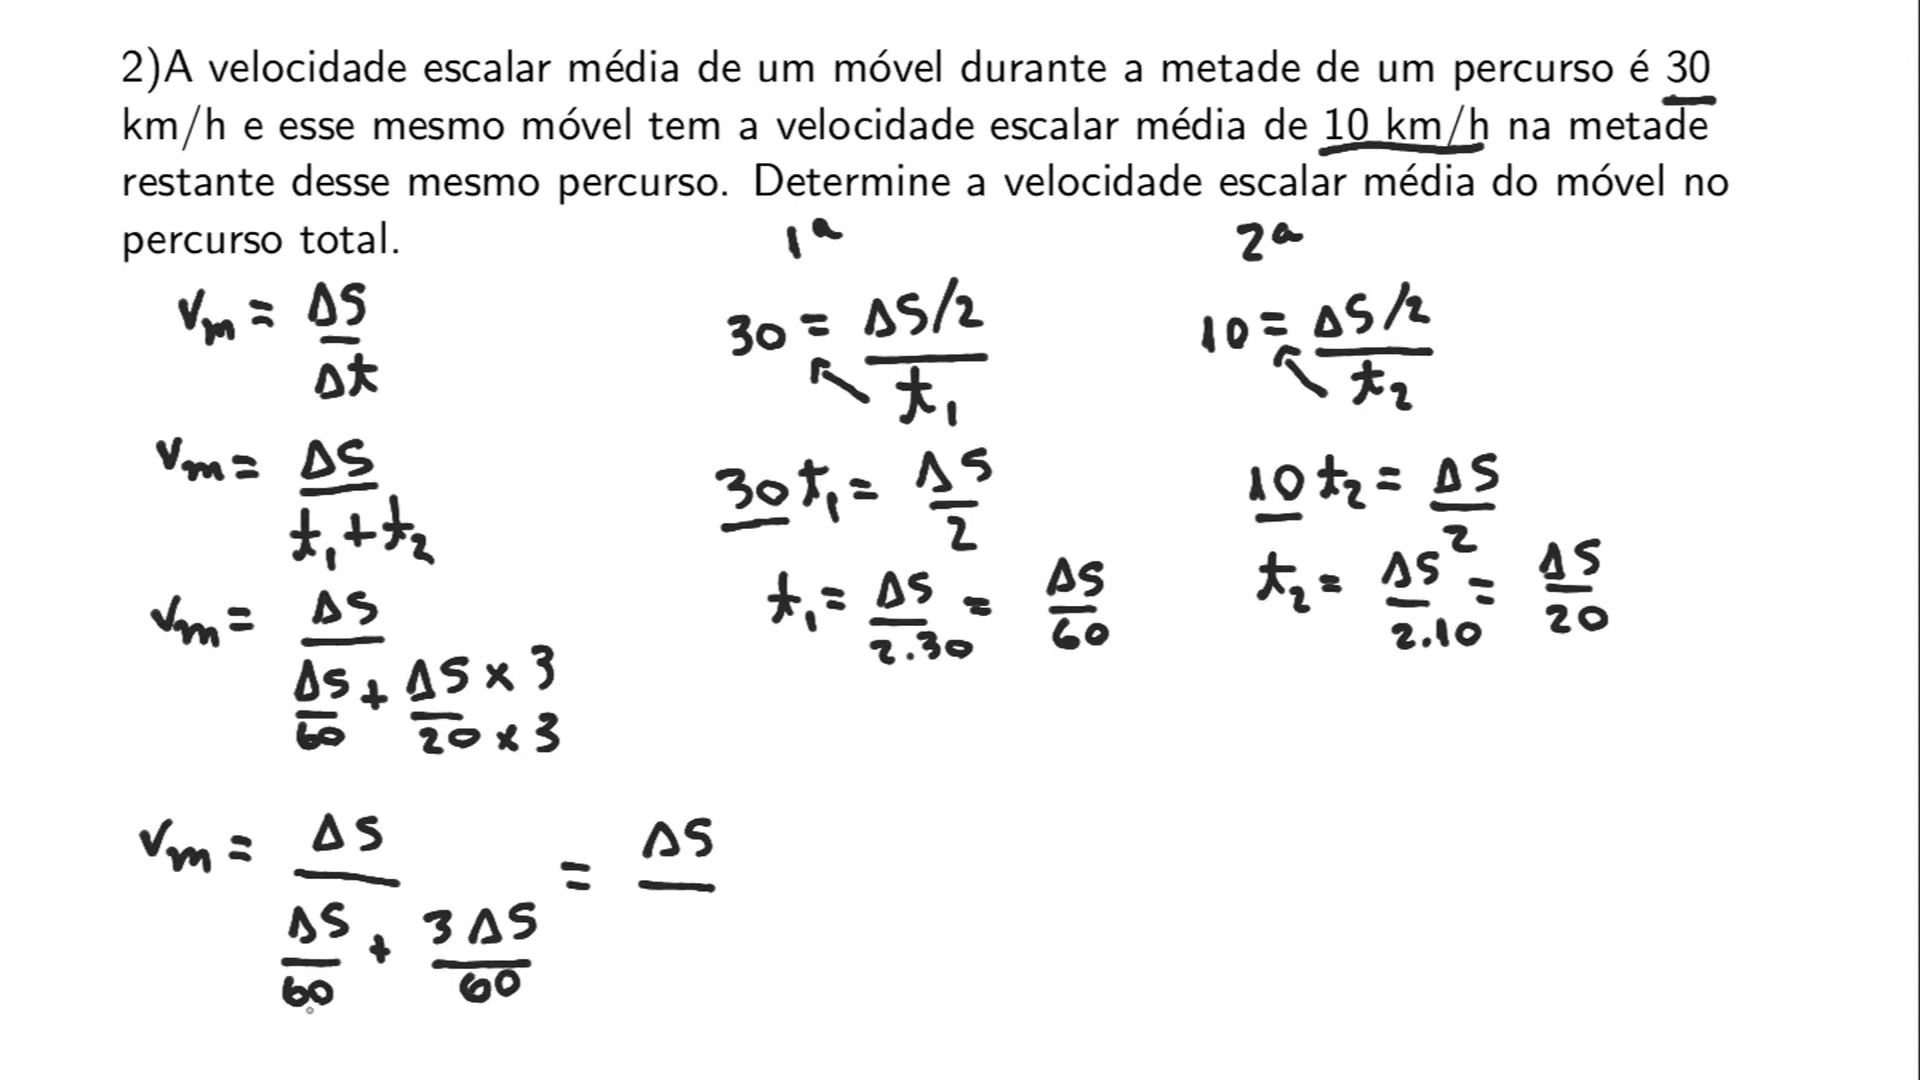 2)A velocidade escalar média de um móvel durante a metade de um percurso é 30
km/h e esse mesmo móvel tem a velocidade escalar média de 10 km/h na metade
restante desse mesmo percurso. Determine a velocidade escalar média do móvel no
percurso total.
1ª
2ª
Vm = ΔS/Δt
30 = (ΔS/2)/t₁
10 = (ΔS/2)/t₂
Vm = ΔS/(t₁+t₂)
30 t₁ = ΔS/2
10 t₂ = ΔS/2
t₁ = ΔS/2.30 = ΔS/60
t₂ = ΔS/2.10 = ΔS/20
Vm = ΔS/(ΔS/60 + ΔS x 3/20 x 3)
Vm = ΔS/(ΔS/60 + 3ΔS/60) = ΔS